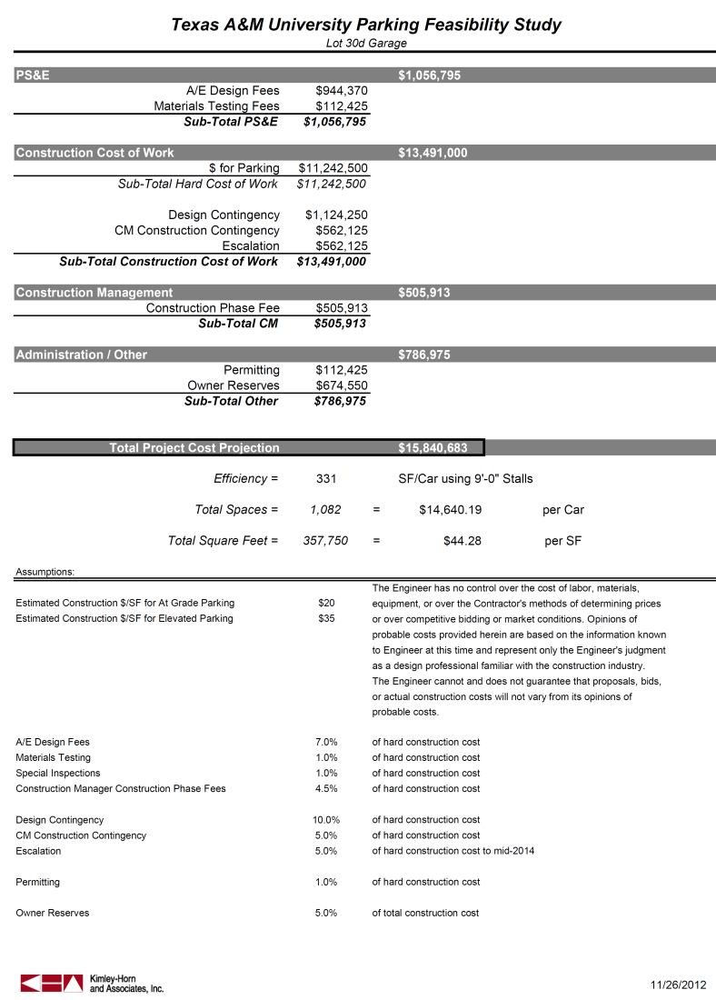 Texas A&M University Parking Feasibility Study
Lot 30d Garage
PS&E $1,056,795
A/E Design Fees $944,370
Materials Testing Fees $112,425
Sub-Total PS&E $1,056,795
Construction Cost of Work $13,491,000
$ for Parking $11,242,500
Sub-Total Hard Cost of Work $11,242,500
Design Contingency $1,124,250
CM Construction Contingency $562,125
Escalation $562,125
Sub-Total Construction Cost of Work $13,491,000
Construction Management $505,913
Construction Phase Fee $505,913
Sub-Total CM $505,913
Administration / Other $786,975
Permitting $112,425
Owner Reserves $674,550
Sub-Total Other $786,975
Total Project Cost Projection $15,840,683
Efficiency = 331 SF/Car using 9'-0" Stalls
Total Spaces = 1,082 = $14,640.19 per Car
Total Square Feet = 357,750 = $44.28 per SF
Assumptions:
The Engineer has no control over the cost of labor, materials,
Estimated Construction $/SF for At Grade Parking $20 equipment, or over the Contractor's methods of determining prices
Estimated Construction $/SF for Elevated Parking $35 or over competitive bidding or market conditions. Opinions of
probable costs provided herein are based on the information known
to Engineer at this time and represent only the Engineer's judgment
as a design professional familiar with the construction industry.
The Engineer cannot and does not guarantee that proposals, bids,
or actual construction costs will not vary from its opinions of
probable costs.
A/E Design Fees 7.0% of hard construction cost
Materials Testing 1.0% of hard construction cost
Special Inspections 1.0% of hard construction cost
Construction Manager Construction Phase Fees 4.5% of hard construction cost
Design Contingency 10.0% of hard construction cost
CM Construction Contingency 5.0% of hard construction cost
Escalation 5.0% of hard construction cost to mid-2014
Permitting 1.0% of hard construction cost
Owner Reserves 5.0% of total construction cost
Kimley-Horn
and Associates, Inc.
11/26/2012